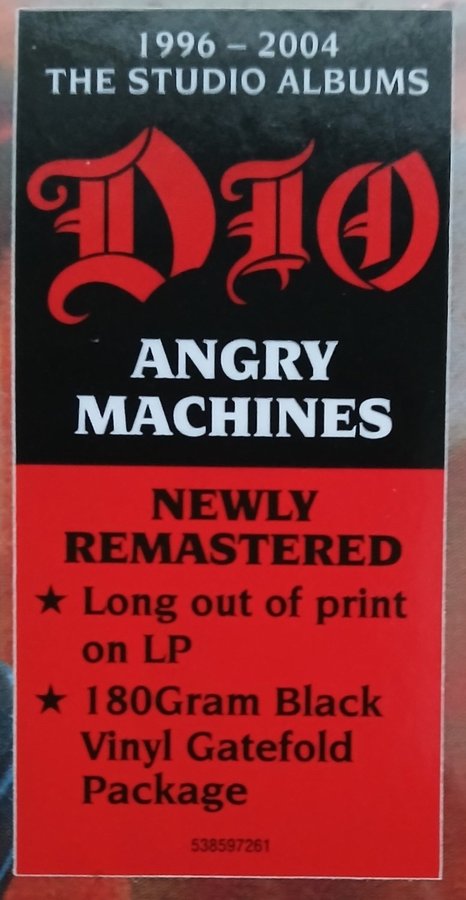 1996 – 2004
THE STUDIO ALBUMS
DIO
ANGRY
MACHINES
NEWLY
REMASTERED
★ Long out of print
on LP
★ 180Gram Black
Vinyl Gatefold
Package
538597261